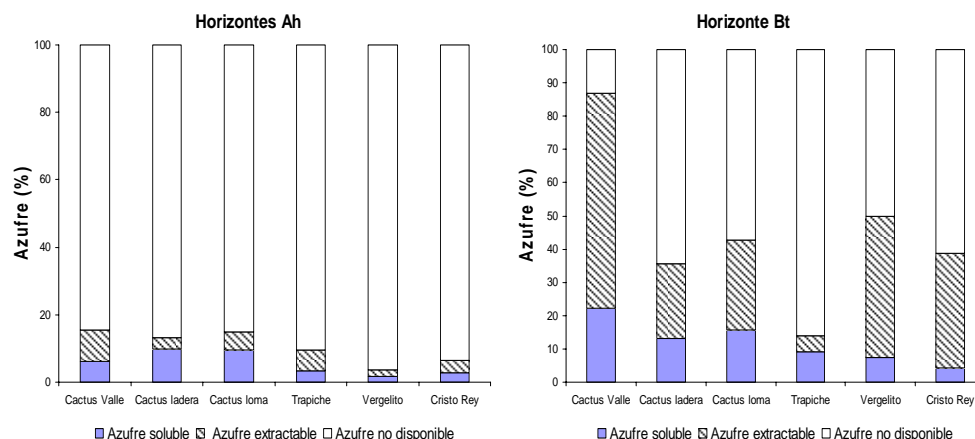 Horizontes Ah
Azufre (%)
100
80
60
40
20
0
Cactus Valle Cactus ladera Cactus loma Trapiche Vergelito Cristo Rey
Azufre soluble Azufre extractable Azufre no disponible
Horizonte Bt
Azufre (%)
100
90
80
70
60
50
40
30
20
10
0
Cactus Valle Cactus ladera Cactus loma Trapiche Vergelito Cristo Rey
Azufre soluble Azufre extractable Azufre no disponible